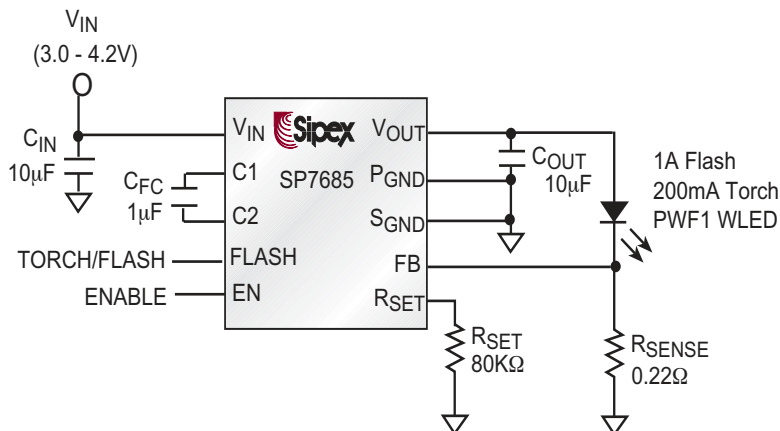 VIN
(3.0 - 4.2V)
CIN
10μF
CFC
1μF
TORCH/FLASH
ENABLE
VIN
Sipex
VOUT
C1
SP7685
PGND
C2
SGND
FLASH
FB
EN
RSET
COUT
10μF
1A Flash
200mA Torch
PWF1 WLED
RSET
80KΩ
RSENSE
0.22Ω